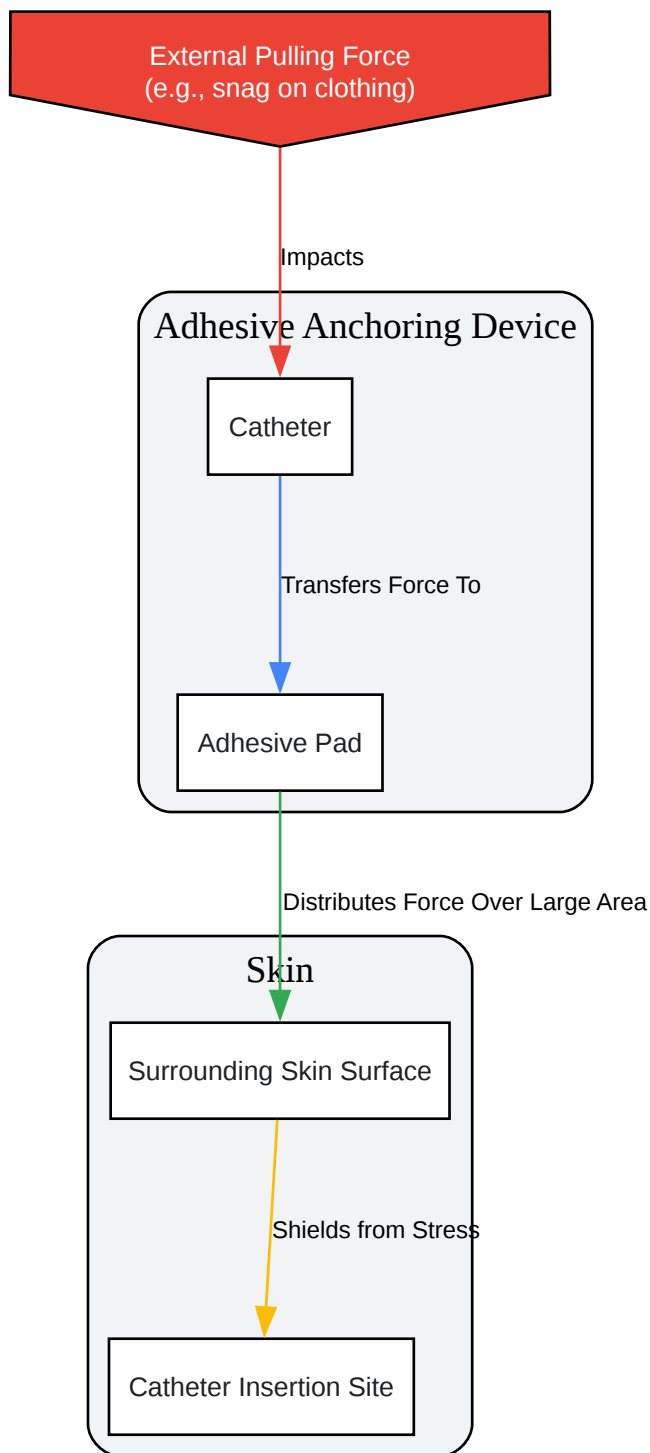 External Pulling Force
(e.g., snag on clothing)
Impacts
Adhesive Anchoring Device
Catheter
Transfers Force To
Adhesive Pad
Distributes Force Over Large Area
Skin
Surrounding Skin Surface
Shields from Stress
Catheter Insertion Site